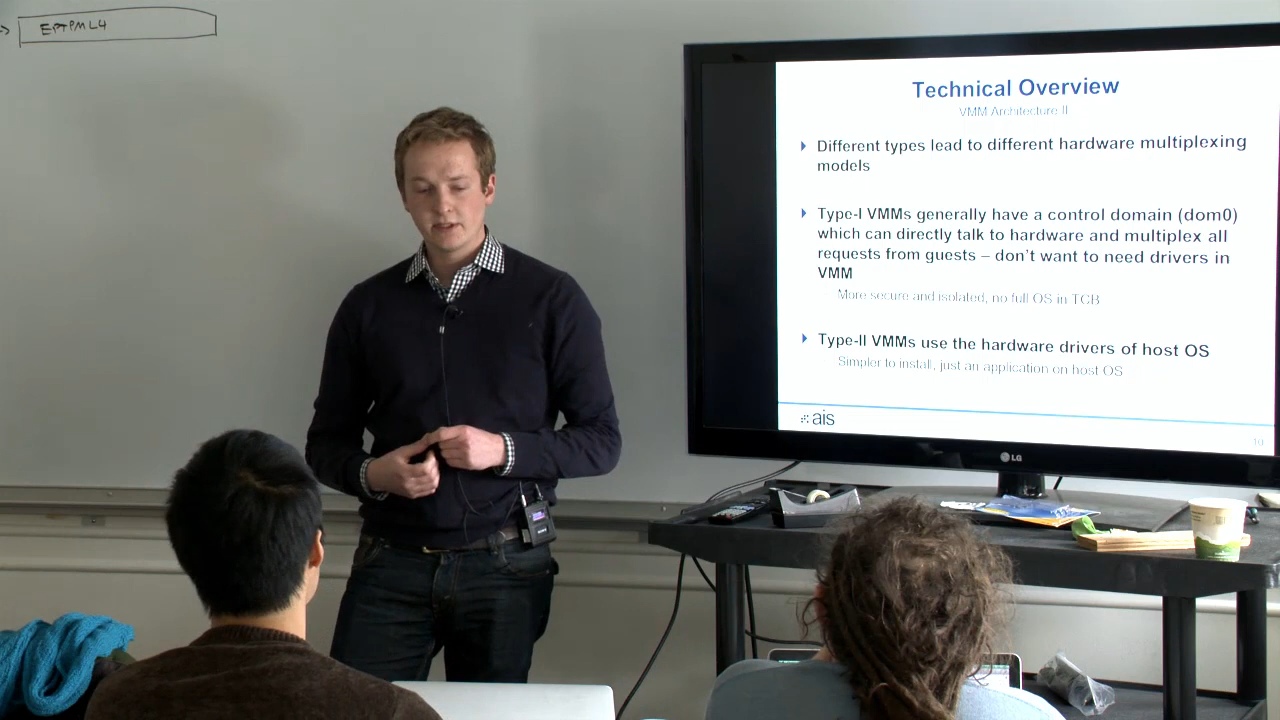 EPTPML4
Technical Overview
VMM Architecture II
Different types lead to different hardware multiplexing
models
Type-I VMMs generally have a control domain (dom0)
which can directly talk to hardware and multiplex all
requests from guests – don't want to need drivers in
VMM
More secure and isolated, no full OS in TCB
Type-II VMMs use the hardware drivers of host OS
Simpler to install, just an application on host OS
ais
10
LG